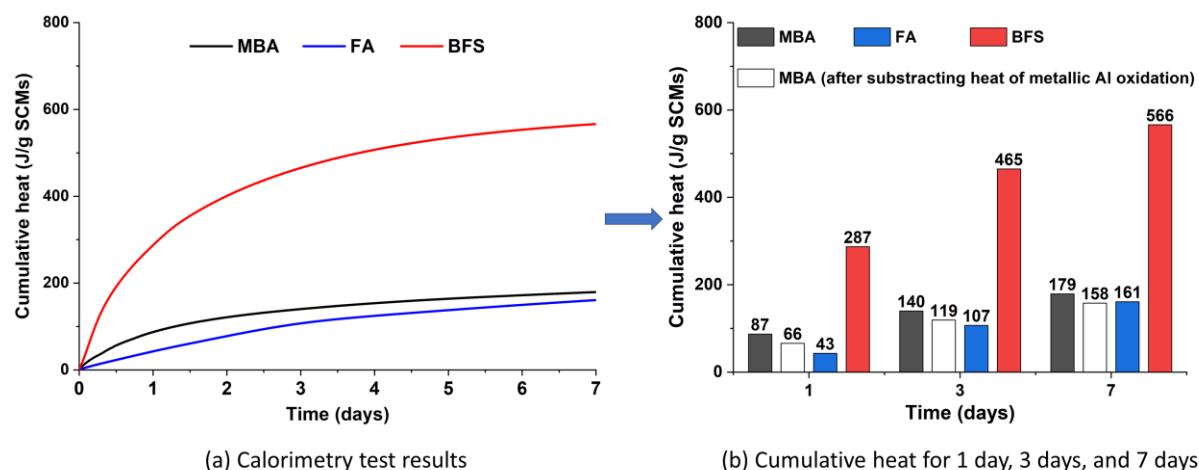 800
600
400
200
0
Cumulative heat (J/g SCMs)
MBA FA BFS
0 1 2 3 4 5 6 7
Time (days)
(a) Calorimetry test results
800
600
400
200
0
Cumulative heat (J/g SCMs)
MBA FA BFS
MBA (after substracting heat of metallic Al oxidation)
87 66 43 287
140 119 107 465
179 158 161 566
1 3 7
Time (days)
(b) Cumulative heat for 1 day, 3 days, and 7 days